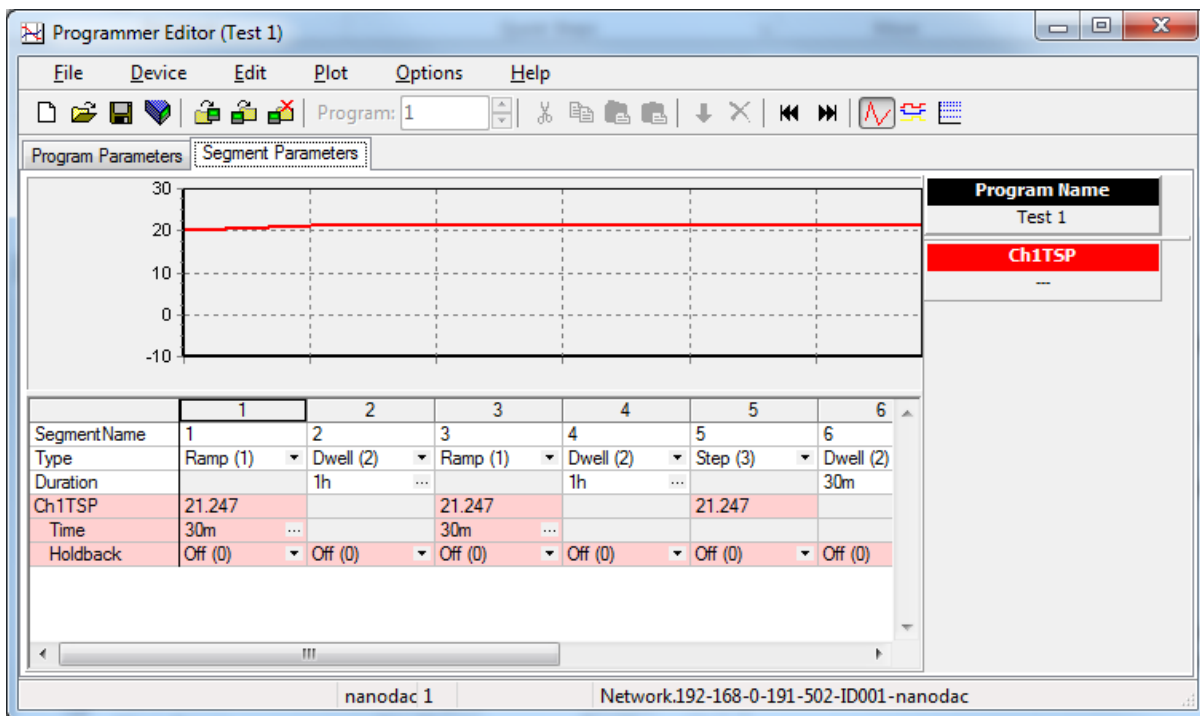 Programmer Editor (Test 1)
File Device Edit Plot Options Help
Program: 1
Program Parameters Segment Parameters
30
20
10
0
-10
Program Name
Test 1
Ch1TSP
---
1 2 3 4 5 6
SegmentName 1 2 3 4 5 6
Type Ramp (1) Dwell (2) Ramp (1) Dwell (2) Step (3) Dwell (2)
Duration 1h ... 1h ... 30m
Ch1TSP 21.247 21.247 21.247
Time 30m ... 30m ...
Holdback Off (0) Off (0) Off (0) Off (0) Off (0) Off (0)
nanodac 1 Network.192-168-0-191-502-ID001-nanodac